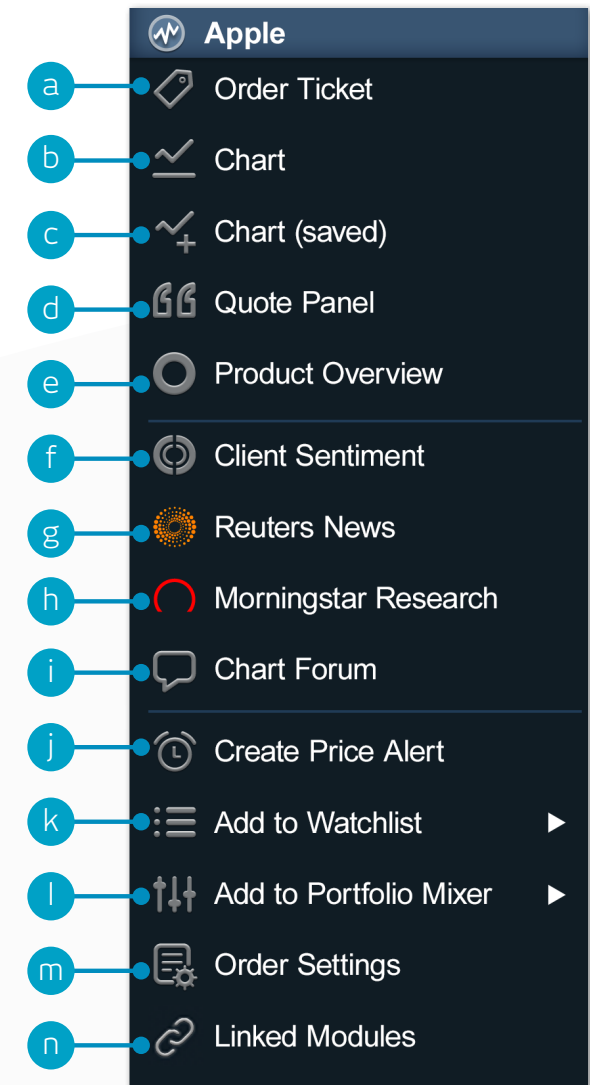 Apple
a Order Ticket
b Chart
c Chart (saved)
d Quote Panel
e Product Overview
f Client Sentiment
g Reuters News
h Morningstar Research
i Chart Forum
j Create Price Alert
k Add to Watchlist
l Add to Portfolio Mixer
m Order Settings
n Linked Modules